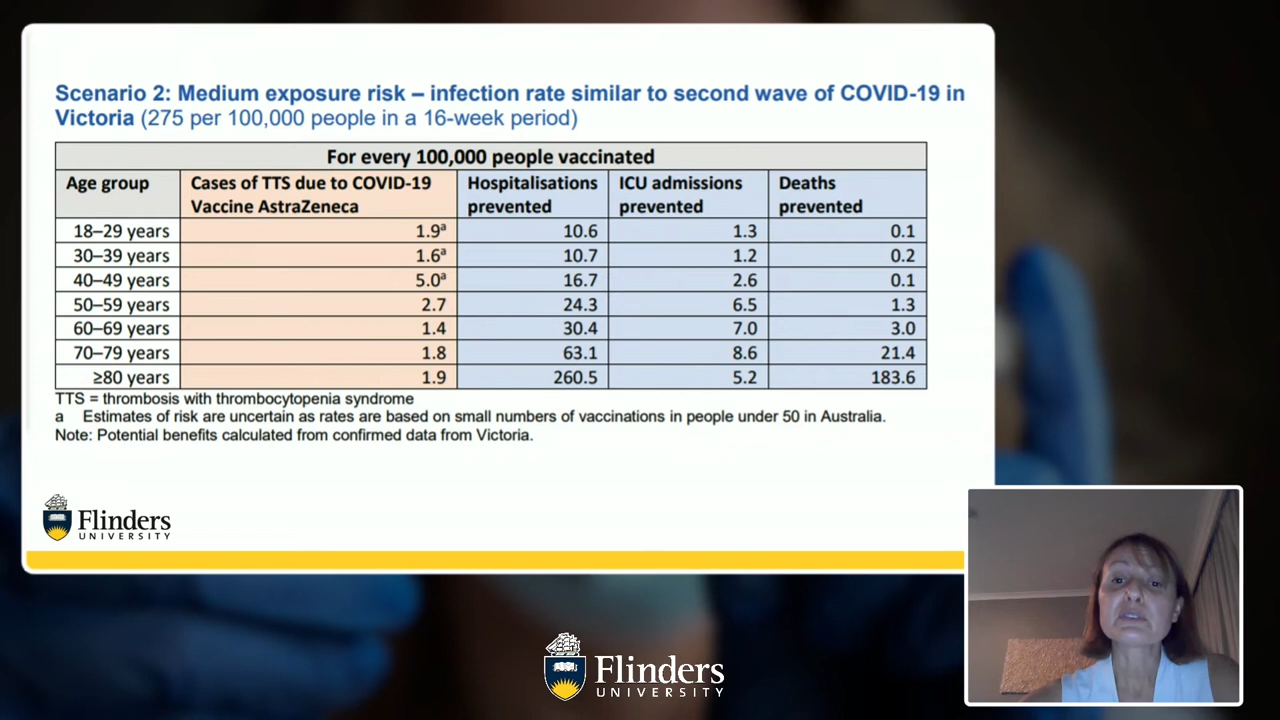 Scenario 2: Medium exposure risk – infection rate similar to second wave of COVID-19 in
Victoria (275 per 100,000 people in a 16-week period)
For every 100,000 people vaccinated
Age group Cases of TTS due to COVID-19 Vaccine AstraZeneca Hospitalisations prevented ICU admissions prevented Deaths prevented
18–29 years 1.9ᵃ 10.6 1.3 0.1
30–39 years 1.6ᵃ 10.7 1.2 0.2
40–49 years 5.0ᵃ 16.7 2.6 0.1
50–59 years 2.7 24.3 6.5 1.3
60–69 years 1.4 30.4 7.0 3.0
70–79 years 1.8 63.1 8.6 21.4
≥80 years 1.9 260.5 5.2 183.6
TTS = thrombosis with thrombocytopenia syndrome
a Estimates of risk are uncertain as rates are based on small numbers of vaccinations in people under 50 in Australia.
Note: Potential benefits calculated from confirmed data from Victoria.
Flinders
UNIVERSITY
Flinders
UNIVERSITY